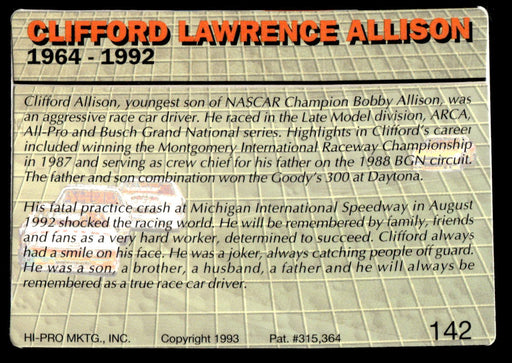 CLIFFORD LAWRENCE ALLISON
1964 - 1992
Clifford Allison, youngest son of NASCAR Champion Bobby Allison, was
an aggressive race car driver. He raced in the Late Model division, ARCA,
All-Pro and Busch Grand National series. Highlights in Clifford's career
included winning the Montgomery International Raceway Championship
in 1987 and serving as crew chief for his father on the 1988 BGN circuit.
The father and son combination won the Goody's 300 at Daytona.
His fatal practice crash at Michigan International Speedway in August
1992 shocked the racing world. He will be remembered by family, friends
and fans as a very hard worker, determined to succeed. Clifford always
had a smile on his face. He was a joker, always catching people off guard.
He was a son, a brother, a husband, a father and he will always be
remembered as a true race car driver.
HI-PRO MKTG., INC. Copyright 1993 Pat. #315,364 142